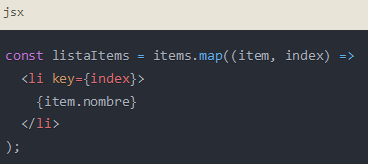 jsx
const listaItems = items.map((item, index) =>
  <li key={index}>
    {item.nombre}
  </li>
);